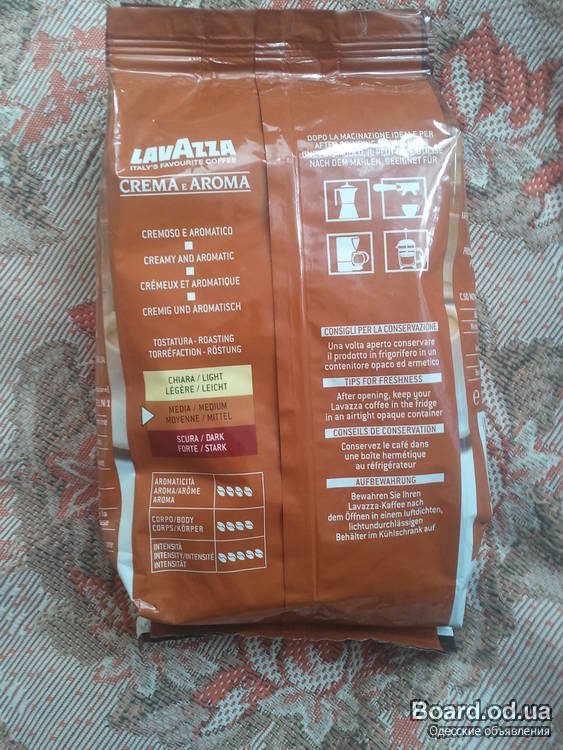 LAVAZZA
ITALY'S FAVOURITE COFFEE
CREMA E AROMA
CREMOSO E AROMATICO
CREAMY AND AROMATIC
CRÉMEUX ET AROMATIQUE
CREMIG UND AROMATISCH
TOSTATURA - ROASTING
TORRÉFACTION - RÖSTUNG
CHIARA / LIGHT
LÉGÈRE / LEICHT
MEDIA / MEDIUM
MOYENNE / MITTEL
SCURA / DARK
FORTE / STARK
AROMATICITÀ
AROMA/ARÔME
AROMA
CORPO/BODY
CORPS/KÖRPER
INTENSITÀ
INTENSITY/INTENSITÉ
INTENSITÄT
DOPO LA MACINAZIONE IDEALE PER
AFTER
NACH DEM MAHLEN, GEEIGNET FÜR
CONSIGLI PER LA CONSERVAZIONE
Una volta aperto conservare
il prodotto in frigorifero in un
contenitore opaco ed ermetico
TIPS FOR FRESHNESS
After opening, keep your
Lavazza coffee in the fridge
in an airtight opaque container
CONSEILS DE CONSERVATION
Conservez le café dans
une boîte hermétique
au réfrigérateur
AUFBEWAHRUNG
Bewahren Sie Ihren
Lavazza-Kaffee nach
dem Öffnen in einem luftdichten,
lichtundurchlässigen
Behälter im Kühlschrank auf
Board.od.ua
Одесские объявления